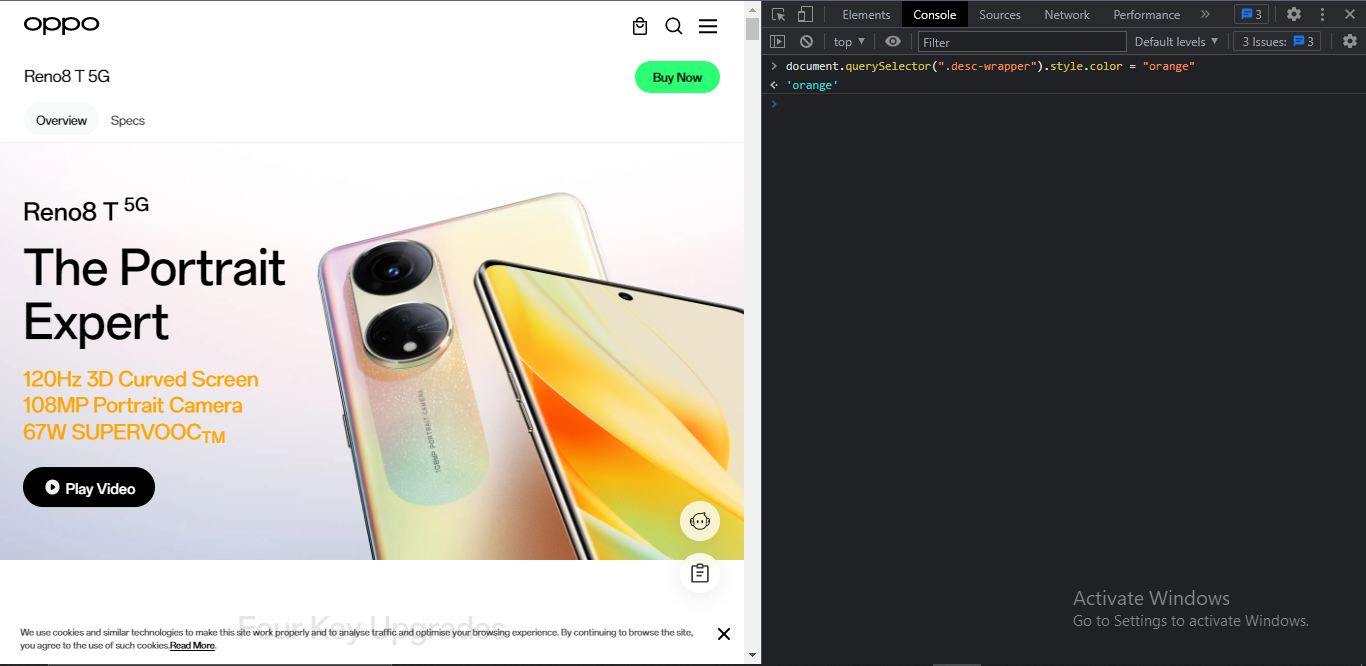 oppo
Reno8 T 5G
Buy Now
Overview Specs
Reno8 T 5G
The Portrait
Expert
120Hz 3D Curved Screen
108MP Portrait Camera
67W SUPERVOOCTM
Play Video
108MP PORTRAIT CAMERA
Four Key Upgrades
We use cookies and similar technologies to make this site work properly and to analyse traffic and optimise your browsing experience. By continuing to browse the site,
you agree to the use of such cookies.Read More.
Elements Console Sources Network Performance » 3
top ▼ Filter Default levels ▼ 3 Issues: 3
> document.querySelector(".desc-wrapper").style.color = "orange"
'orange'
>
Activate Windows
Go to Settings to activate Windows.